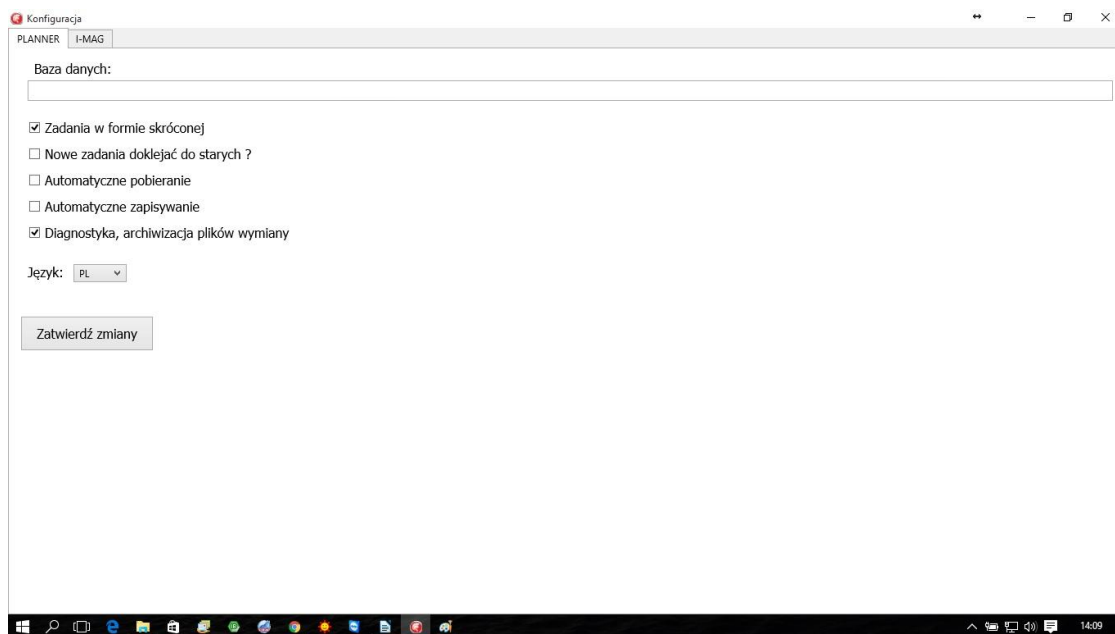 Konfiguracja
PLANNER I-MAG
Baza danych:
Zadania w formie skróconej
Nowe zadania doklejać do starych ?
Automatyczne pobieranie
Automatyczne zapisywanie
Diagnostyka, archiwizacja plików wymiany
Język: PL
Zatwierdź zmiany
14:09